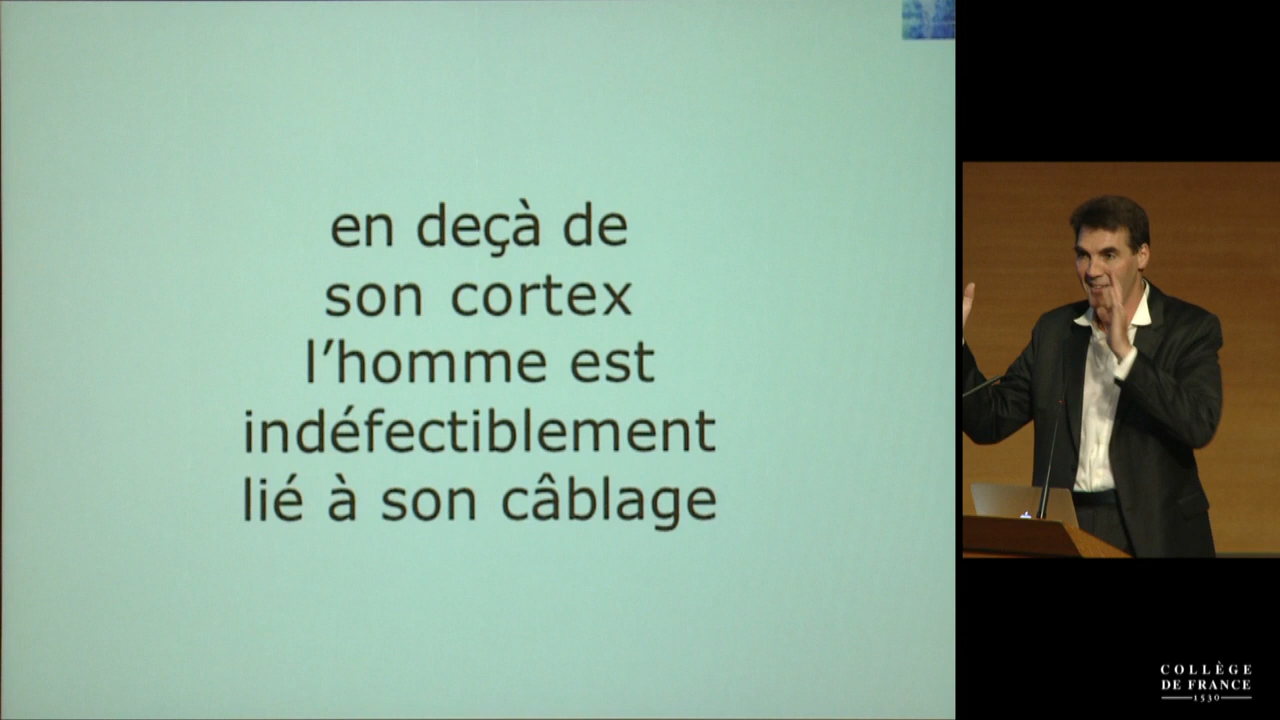 en deçà de
son cortex
l’homme est
indéfectiblement
lié à son câblage
COLLÈGE
DE FRANCE
1530